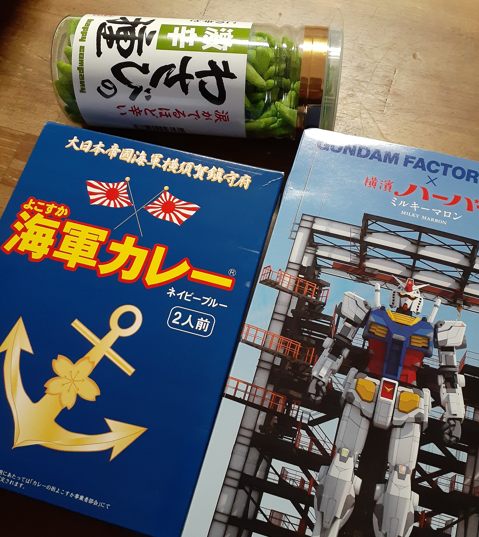 激辛
わさびの種
涙がでるほど辛い
大日本帝国海軍横須賀鎮守府
よこすか
海軍カレー®
ネイビーブルー
2人前
GUNDAM FACTORY
×
横濱ハーバー
ミルキーマロン
MILKY MARRON